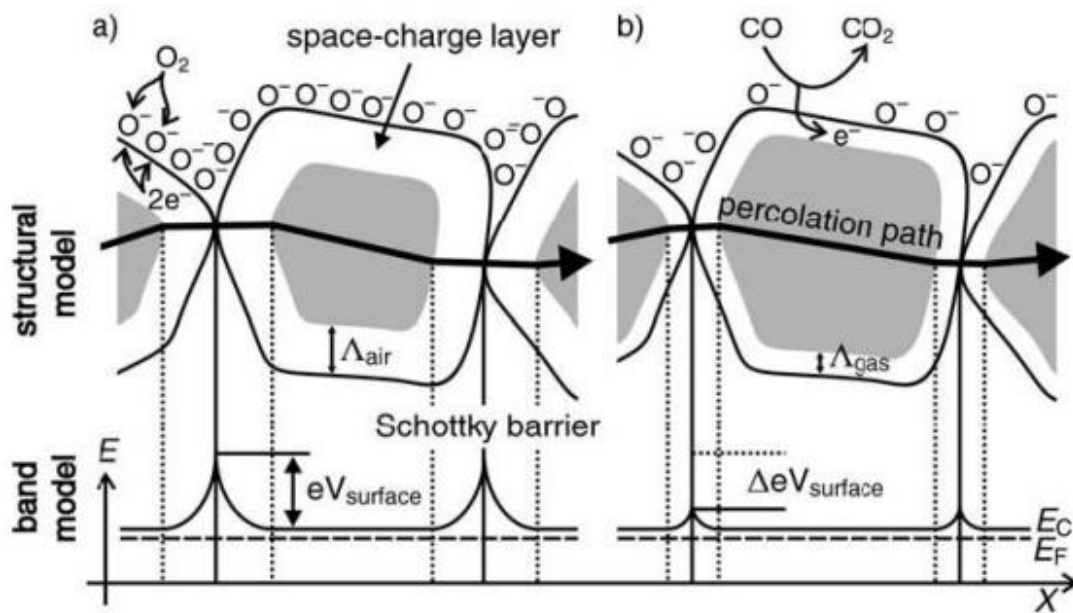 a)
space-charge layer
O₂
O⁻ O⁻ O⁻ O⁻ O⁻ ⁻O
O⁻ O⁻ O⁻ O⁻ O⁻ O⁻
⁻O ⁻O O⁻ ⁻O
2e⁻
Λair
structural
model
b)
CO CO₂
O⁻ O⁻ ⁻O
O⁻ ⁻O O⁻ O⁻
e⁻
percolation path
Λgas
Schottky barrier
band
model
E
eVsurface
ΔeVsurface
EC
EF
X